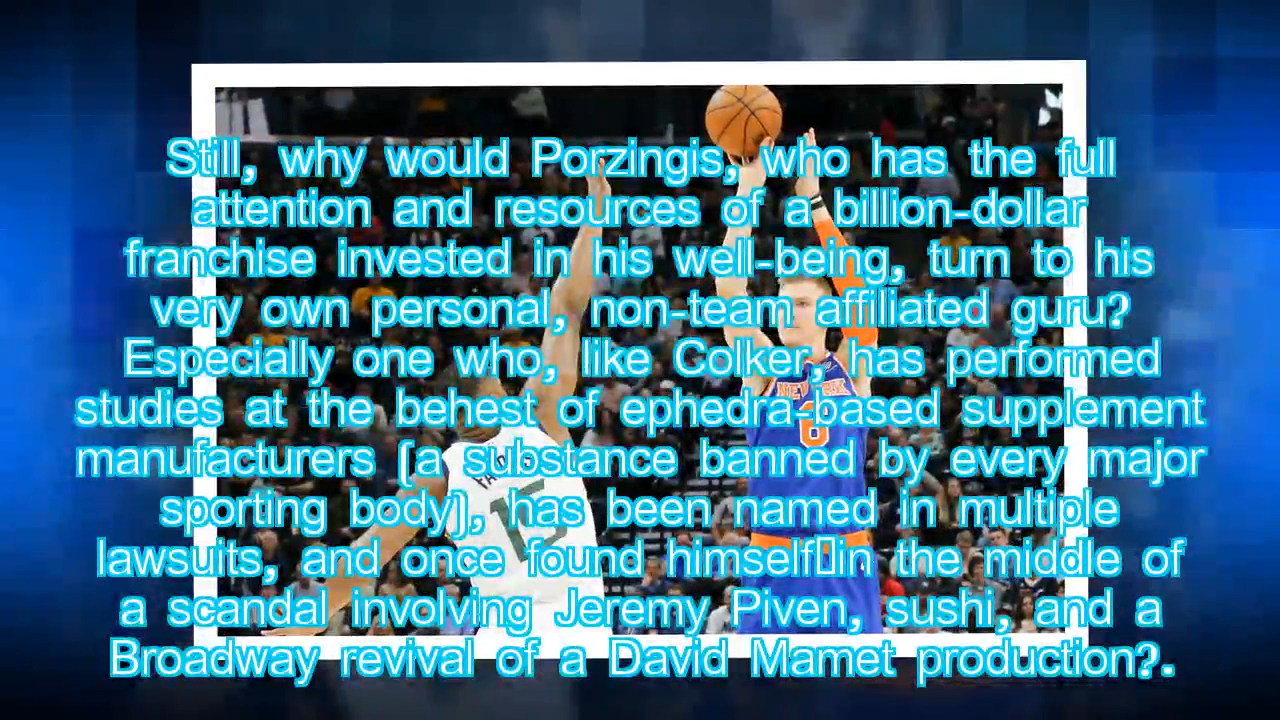 Still, why would Porzingis, who has the full
attention and resources of a billion-dollar
franchise invested in his well-being, turn to his
very own personal, non-team affiliated guru?
Especially one who, like Colker, has performed
studies at the behest of ephedra-based supplement
manufacturers (a substance banned by every major
sporting body), has been named in multiple
lawsuits, and once found himself▯in the middle of
a scandal involving Jeremy Piven, sushi, and a
Broadway revival of a David Mamet production?.
NEW YORK
6
15